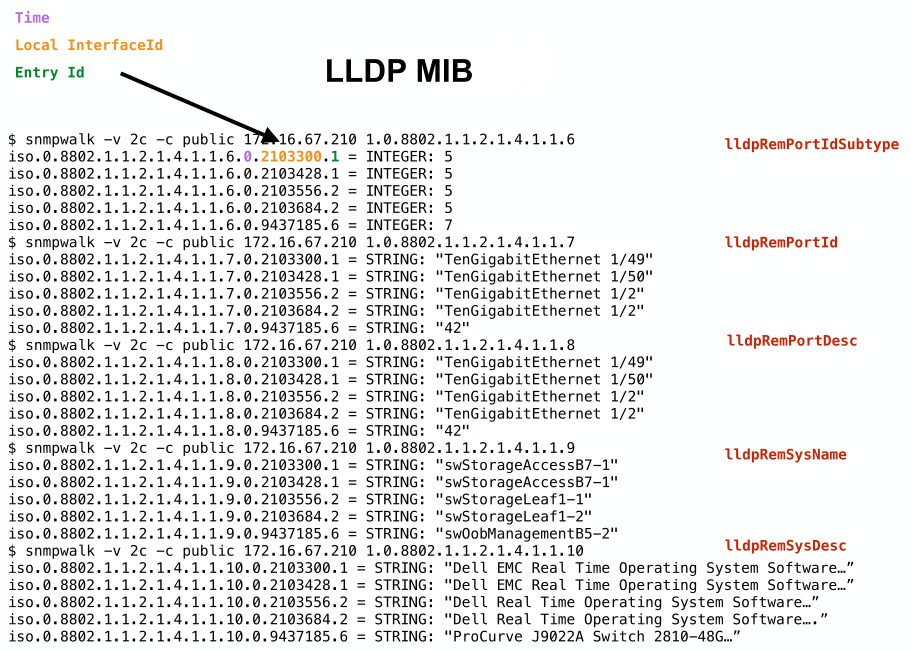 Time
Local InterfaceId
Entry Id
LLDP MIB
$ snmpwalk -v 2c -c public 172.16.67.210 1.0.8802.1.1.2.1.4.1.1.6
lldpRemPortIdSubtype
iso.0.8802.1.1.2.1.4.1.1.6.0.2103300.1 = INTEGER: 5
iso.0.8802.1.1.2.1.4.1.1.6.0.2103428.1 = INTEGER: 5
iso.0.8802.1.1.2.1.4.1.1.6.0.2103556.2 = INTEGER: 5
iso.0.8802.1.1.2.1.4.1.1.6.0.2103684.2 = INTEGER: 5
iso.0.8802.1.1.2.1.4.1.1.6.0.9437185.6 = INTEGER: 7
$ snmpwalk -v 2c -c public 172.16.67.210 1.0.8802.1.1.2.1.4.1.1.7
lldpRemPortId
iso.0.8802.1.1.2.1.4.1.1.7.0.2103300.1 = STRING: "TenGigabitEthernet 1/49"
iso.0.8802.1.1.2.1.4.1.1.7.0.2103428.1 = STRING: "TenGigabitEthernet 1/50"
iso.0.8802.1.1.2.1.4.1.1.7.0.2103556.2 = STRING: "TenGigabitEthernet 1/2"
iso.0.8802.1.1.2.1.4.1.1.7.0.2103684.2 = STRING: "TenGigabitEthernet 1/2"
iso.0.8802.1.1.2.1.4.1.1.7.0.9437185.6 = STRING: "42"
$ snmpwalk -v 2c -c public 172.16.67.210 1.0.8802.1.1.2.1.4.1.1.8
lldpRemPortDesc
iso.0.8802.1.1.2.1.4.1.1.8.0.2103300.1 = STRING: "TenGigabitEthernet 1/49"
iso.0.8802.1.1.2.1.4.1.1.8.0.2103428.1 = STRING: "TenGigabitEthernet 1/50"
iso.0.8802.1.1.2.1.4.1.1.8.0.2103556.2 = STRING: "TenGigabitEthernet 1/2"
iso.0.8802.1.1.2.1.4.1.1.8.0.2103684.2 = STRING: "TenGigabitEthernet 1/2"
iso.0.8802.1.1.2.1.4.1.1.8.0.9437185.6 = STRING: "42"
$ snmpwalk -v 2c -c public 172.16.67.210 1.0.8802.1.1.2.1.4.1.1.9
lldpRemSysName
iso.0.8802.1.1.2.1.4.1.1.9.0.2103300.1 = STRING: "swStorageAccessB7-1"
iso.0.8802.1.1.2.1.4.1.1.9.0.2103428.1 = STRING: "swStorageAccessB7-1"
iso.0.8802.1.1.2.1.4.1.1.9.0.2103556.2 = STRING: "swStorageLeaf1-1"
iso.0.8802.1.1.2.1.4.1.1.9.0.2103684.2 = STRING: "swStorageLeaf1-2"
iso.0.8802.1.1.2.1.4.1.1.9.0.9437185.6 = STRING: "swOobManagementB5-2"
$ snmpwalk -v 2c -c public 172.16.67.210 1.0.8802.1.1.2.1.4.1.1.10
lldpRemSysDesc
iso.0.8802.1.1.2.1.4.1.1.10.0.2103300.1 = STRING: "Dell EMC Real Time Operating System Software…”
iso.0.8802.1.1.2.1.4.1.1.10.0.2103428.1 = STRING: "Dell EMC Real Time Operating System Software…”
iso.0.8802.1.1.2.1.4.1.1.10.0.2103556.2 = STRING: "Dell Real Time Operating System Software…”
iso.0.8802.1.1.2.1.4.1.1.10.0.2103684.2 = STRING: "Dell Real Time Operating System Software….”
iso.0.8802.1.1.2.1.4.1.1.10.0.9437185.6 = STRING: "ProCurve J9022A Switch 2810-48G…”